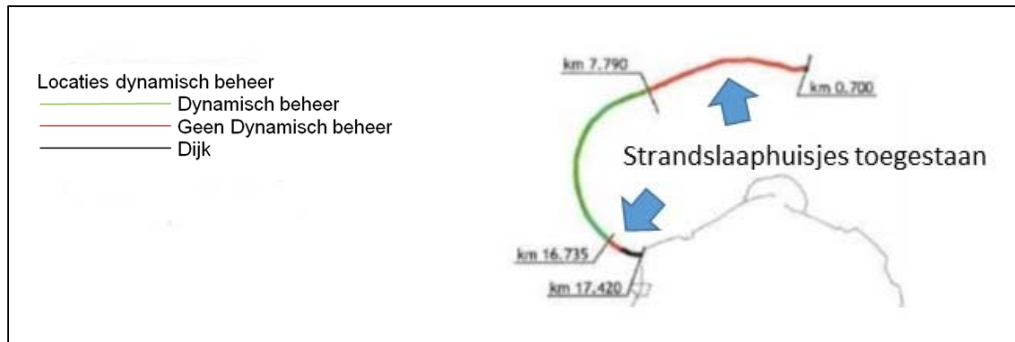 Locaties dynamisch beheer
Dynamisch beheer
Geen Dynamisch beheer
Dijk
km 7.790
km 0.700
Strandslaaphuisjes toegestaan
km 16.735
km 17.420